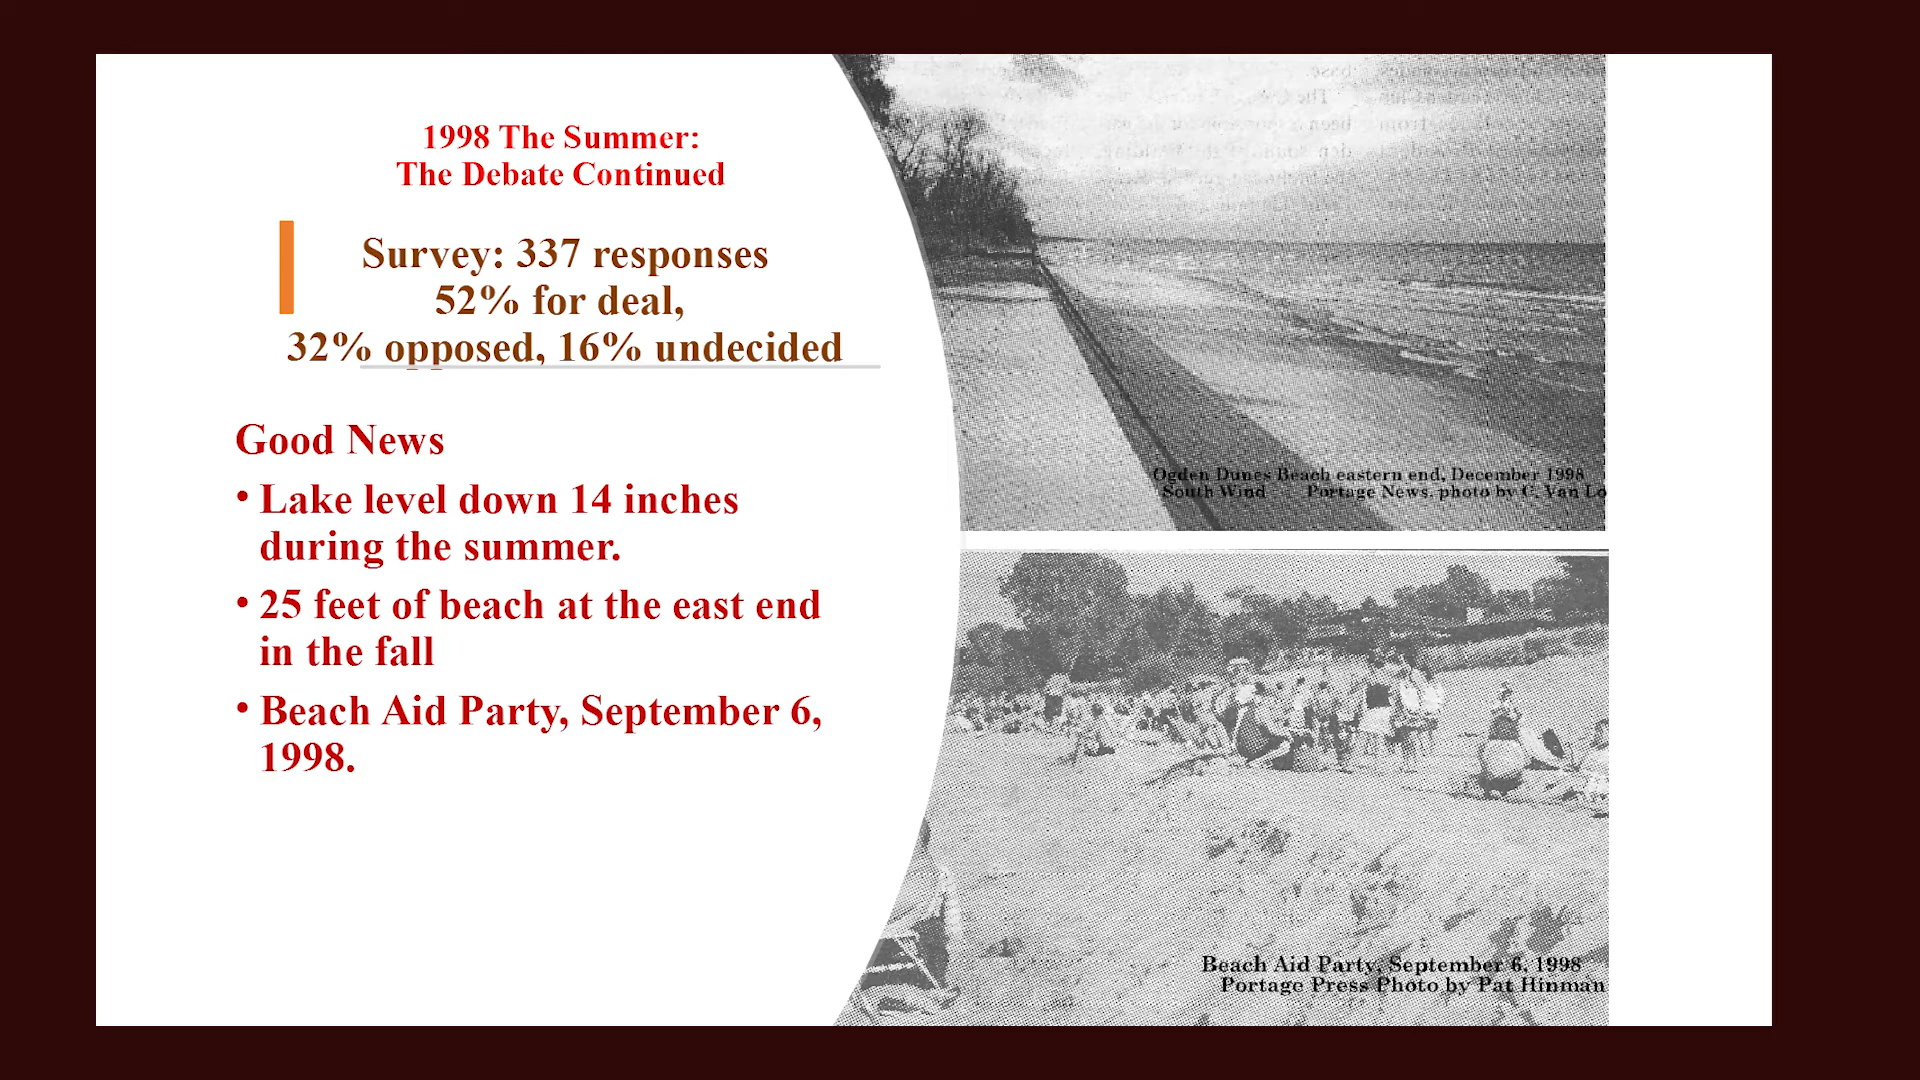 1998 The Summer:
The Debate Continued
Survey: 337 responses
52% for deal,
32% opposed, 16% undecided
Good News
• Lake level down 14 inches
during the summer.
• 25 feet of beach at the east end
in the fall
• Beach Aid Party, September 6,
1998.
Ogden Dunes Beach eastern end, December 1998
South Wind Portage News. photo by C. Van Lo
Beach Aid Party, September 6, 1998
Portage Press Photo by Pat Hinman